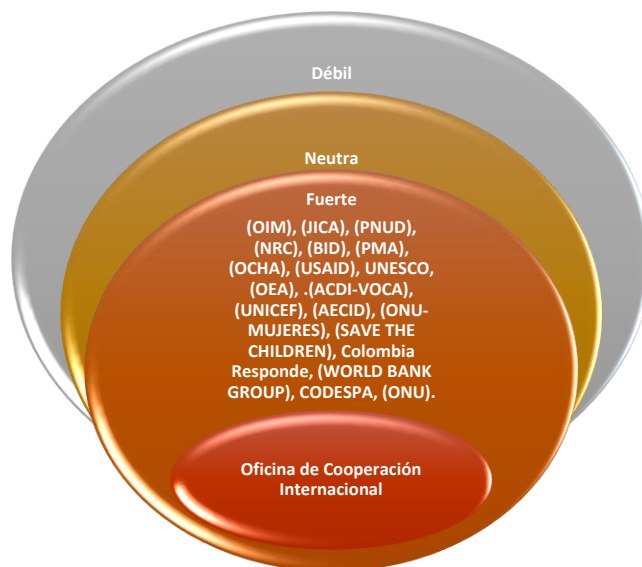 Débil
Neutra
Fuerte
(OIM), (JICA), (PNUD),
(NRC), (BID), (PMA),
(OCHA), (USAID), UNESCO,
(OEA), .(ACDI-VOCA),
(UNICEF), (AECID), (ONU-
MUJERES), (SAVE THE
CHILDREN), Colombia
Responde, (WORLD BANK
GROUP), CODESPA, (ONU).
Oficina de Cooperación
Internacional